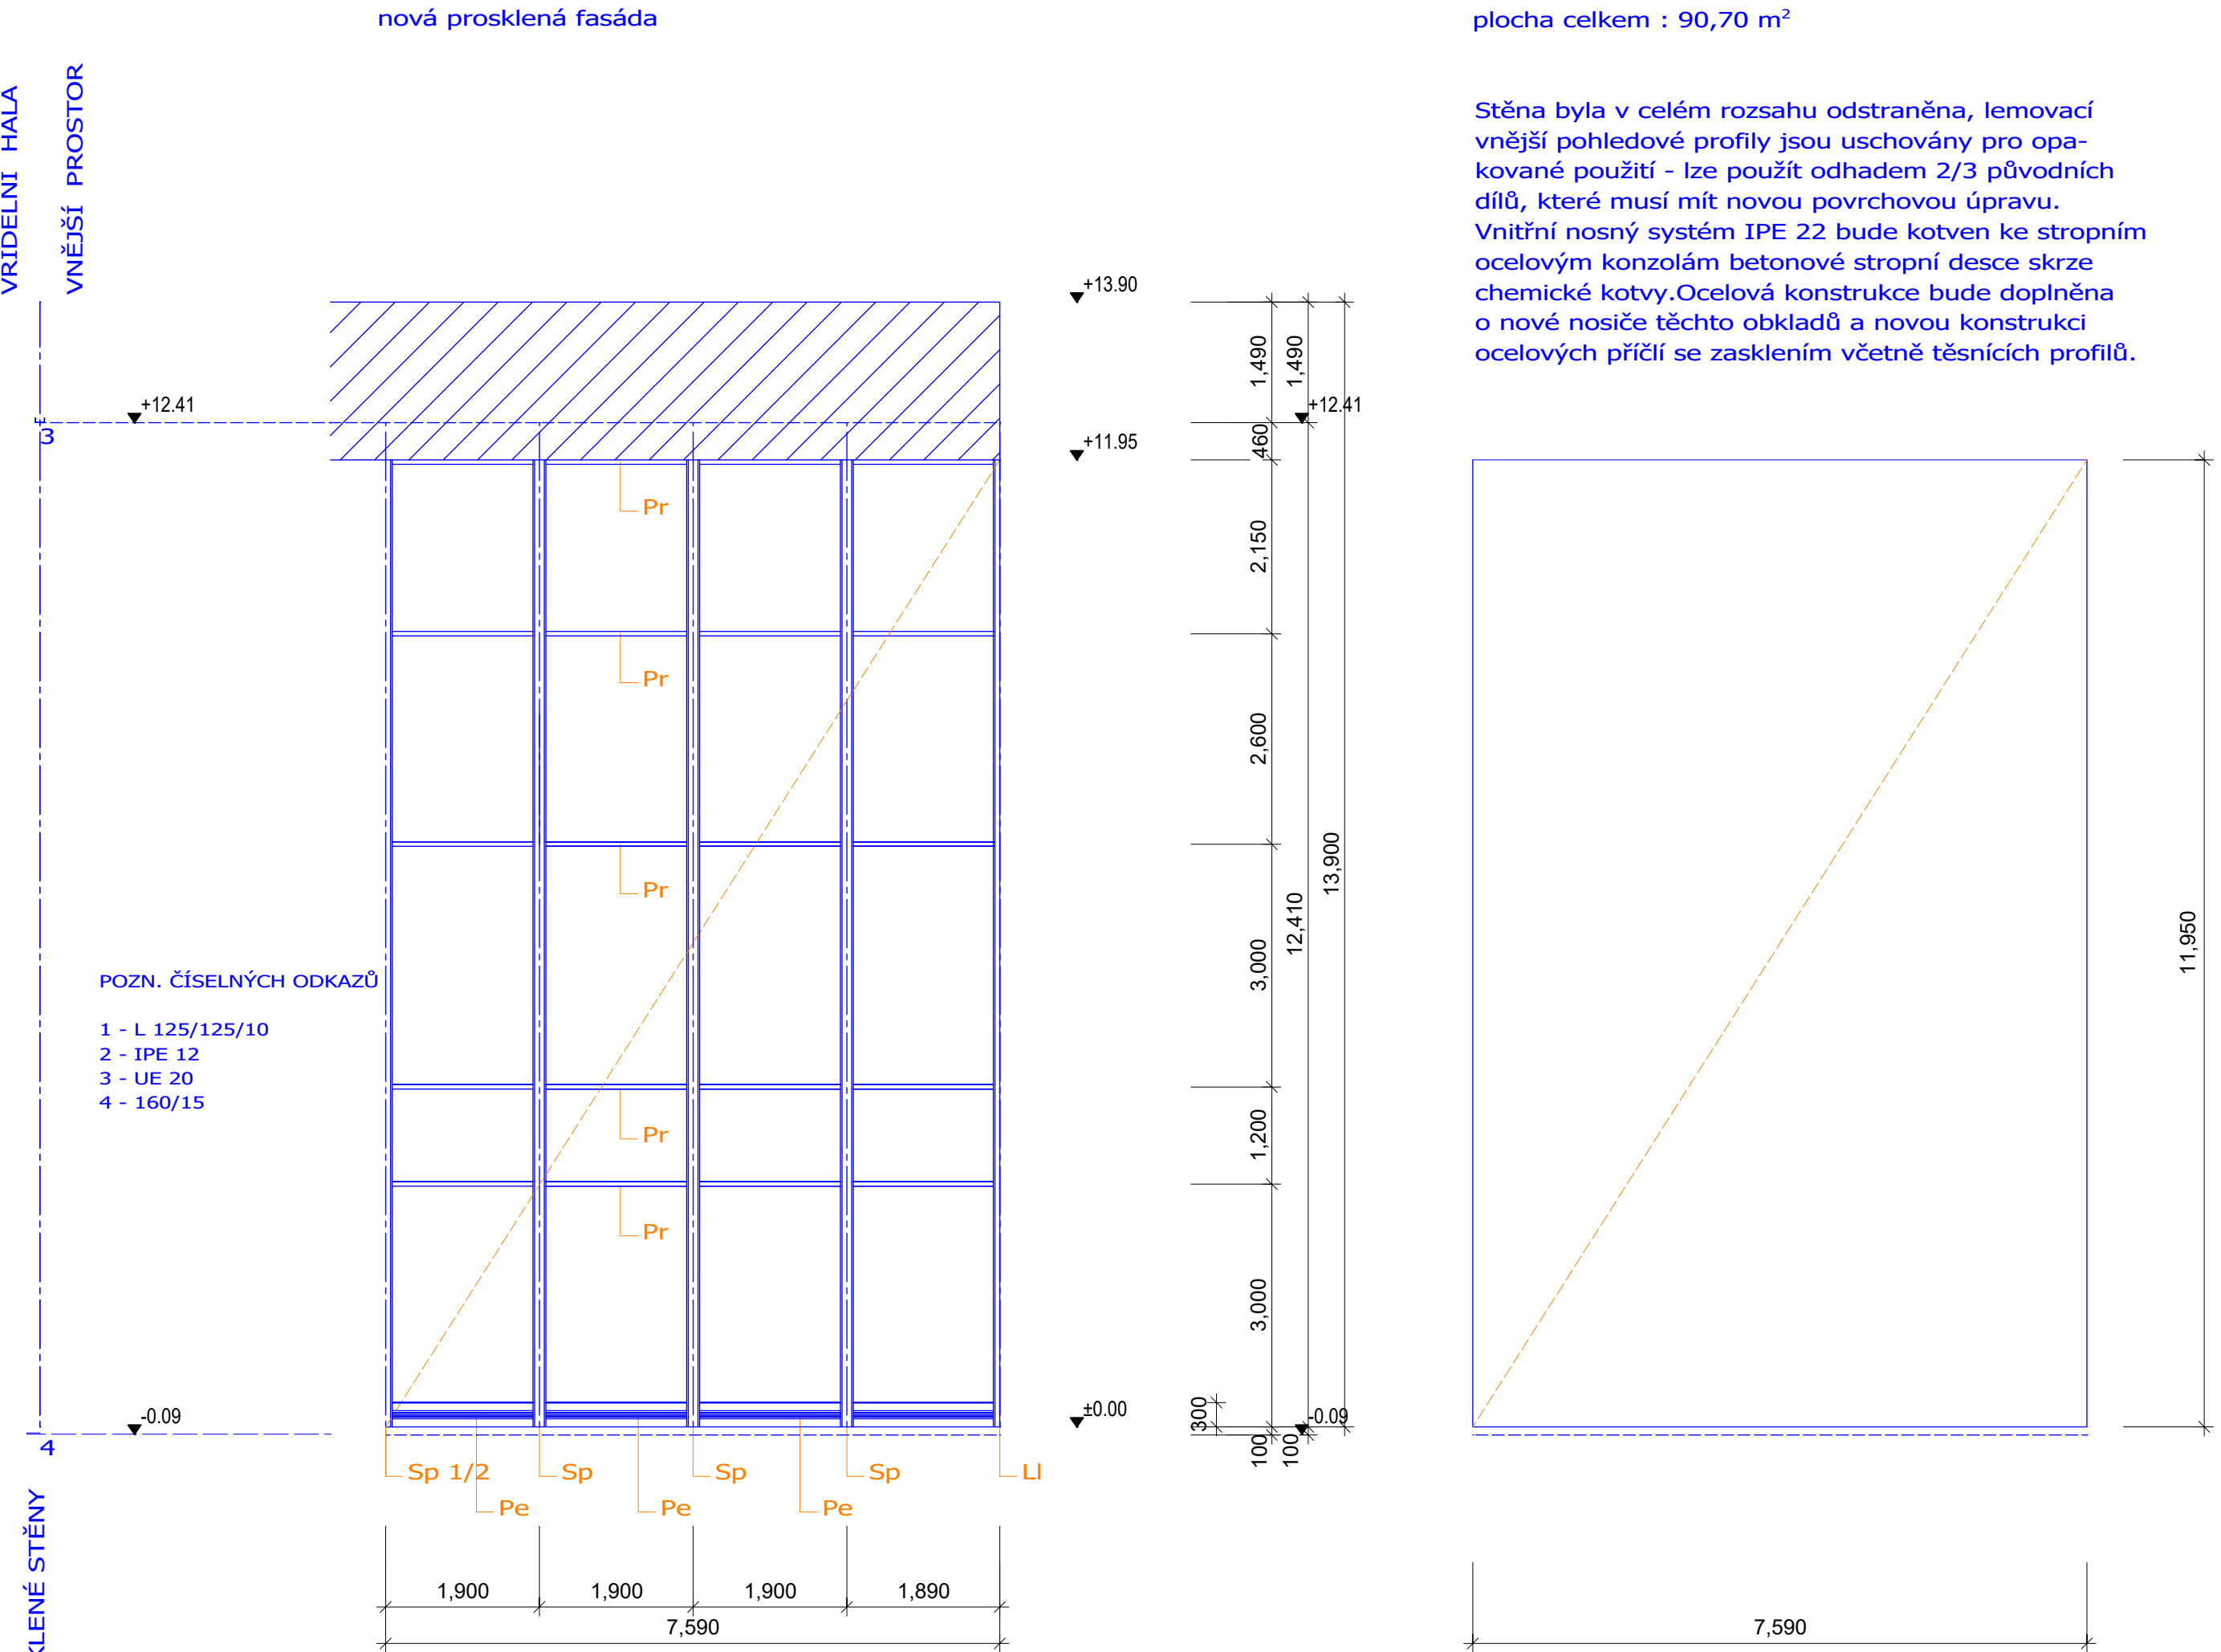 nová prosklená fasáda
plocha celkem : 90,70 m²
VRIDELNI HALA
VNĚJŠÍ PROSTOR
Stěna byla v celém rozsahu odstraněna, lemovací
vnější pohledové profily jsou uschovány pro opa-
kované použití - lze použít odhadem 2/3 původních
dílů, které musí mít novou povrchovou úpravu.
Vnitřní nosný systém IPE 22 bude kotven ke stropním
ocelovým konzolám betonové stropní desce skrze
chemické kotvy.Ocelová konstrukce bude doplněna
o nové nosiče těchto obkladů a novou konstrukci
ocelových příčlí se zasklením včetně těsnících profilů.
+13.90
1,490
1,490
+12.41
+12.41
3
+11.95
460
Pr
2,150
Pr
2,600
Pr
13,900
12,410
3,000
11,950
POZN. ČÍSELNÝCH ODKAZŮ
1 - L 125/125/10
2 - IPE 12
3 - UE 20
4 - 160/15
Pr
1,200
Pr
3,000
-0.09
±0.00
300
-0.09
4
100
100
Sp 1/2
Sp
Sp
Sp
Ll
Pe
Pe
Pe
KLENÉ STĚNY
1,900
1,900
1,900
1,890
7,590
7,590